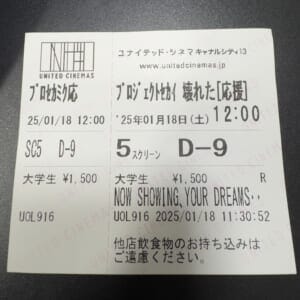 UNITED CINEMAS
プロセカミク応
25/01/18 12:00
SC5 D-9
大学生 ¥1,500
UOL916
ユナイテッド・シネマ キャナルシティ13
www.unitedcinemas.jp
プロジェクトセカイ 壊れた[応援]
'25年01月18日(土) 12:00
5スクリーン D-9
大学生 ¥1,500 R
NOW SHOWING,YOUR DREAMS··
UOL916 2025/01/18 11:30:52
他店飲食物のお持ち込みは
ご遠慮ください。